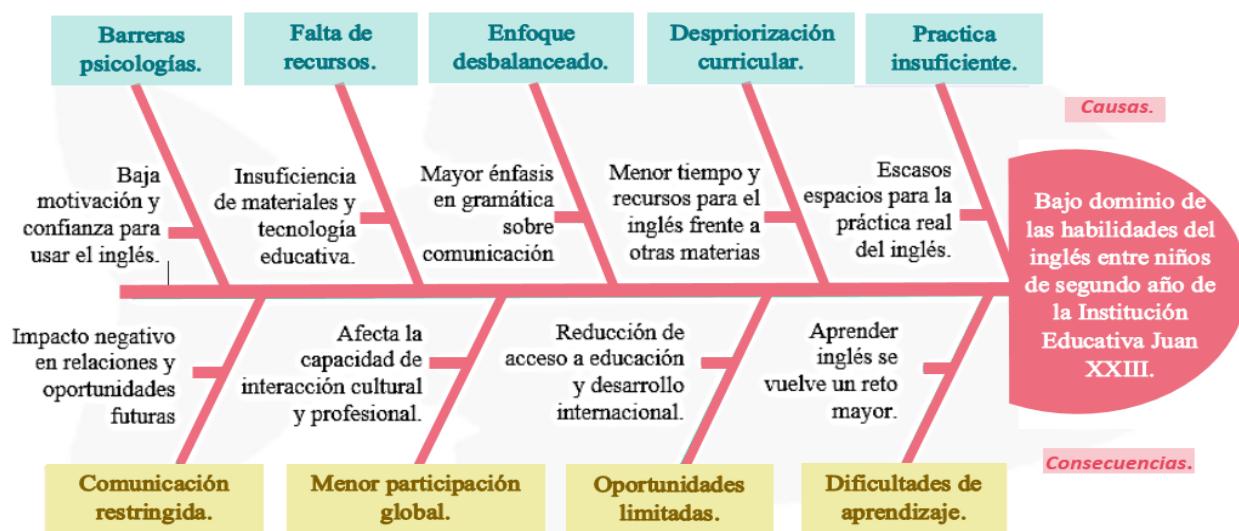 Barreras
psicologías.
Falta de
recursos.
Enfoque
desbalanceado.
Despriorización
curricular.
Practica
insuficiente.
Causas.
Baja
motivación y
confianza para
usar el inglés.
Insuficiencia
de materiales y
tecnología
educativa.
Mayor énfasis
en gramática
sobre
comunicación
Menor tiempo y
recursos para el
inglés frente a
otras materias
Escasos
espacios para la
práctica real
del inglés.
Bajo dominio de
las habilidades del
inglés entre niños
de segundo año de
la Institución
Educativa Juan
XXIII.
Impacto negativo
en relaciones y
oportunidades
futuras
Afecta la
capacidad de
interacción cultural
y profesional.
Reducción de
acceso a educación
y desarrollo
internacional.
Aprender
inglés se
vuelve un reto
mayor.
Consecuencias.
Comunicación
restringida.
Menor participación
global.
Oportunidades
limitadas.
Dificultades de
aprendizaje.